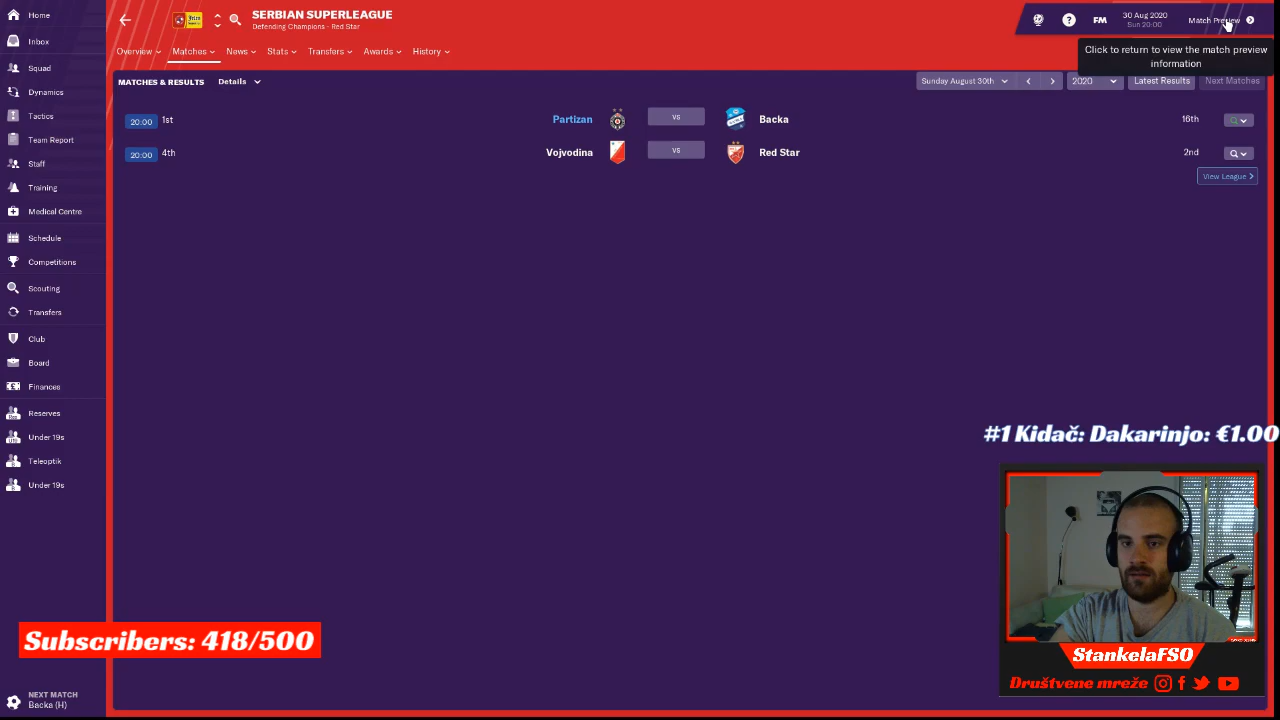 Home
Inbox
Squad
Dynamics
Tactics
Team Report
Staff
Training
Medical Centre
Schedule
Competitions
Scouting
Transfers
Club
Board
Finances
Reserves
Under 19s
Teleoptik
Under 19s
NEXT MATCH
Backa (H)
SERBIAN SUPERLEAGUE
Defending Champions - Red Star
Overview Matches News Stats Transfers Awards History
FM
30 Aug 2020
Sun 20:00
Match Preview
Click to return to view the match preview
information
MATCHES & RESULTS Details
Sunday August 30th 2020 Latest Results Next Matches
20:00 1st Partizan vs Backa 16th
20:00 4th Vojvodina vs Red Star 2nd
View League
#1 Kidač: Dakarinjo: €1.00
Subscribers: 418/500
StankelaFSO
Društvene mreže